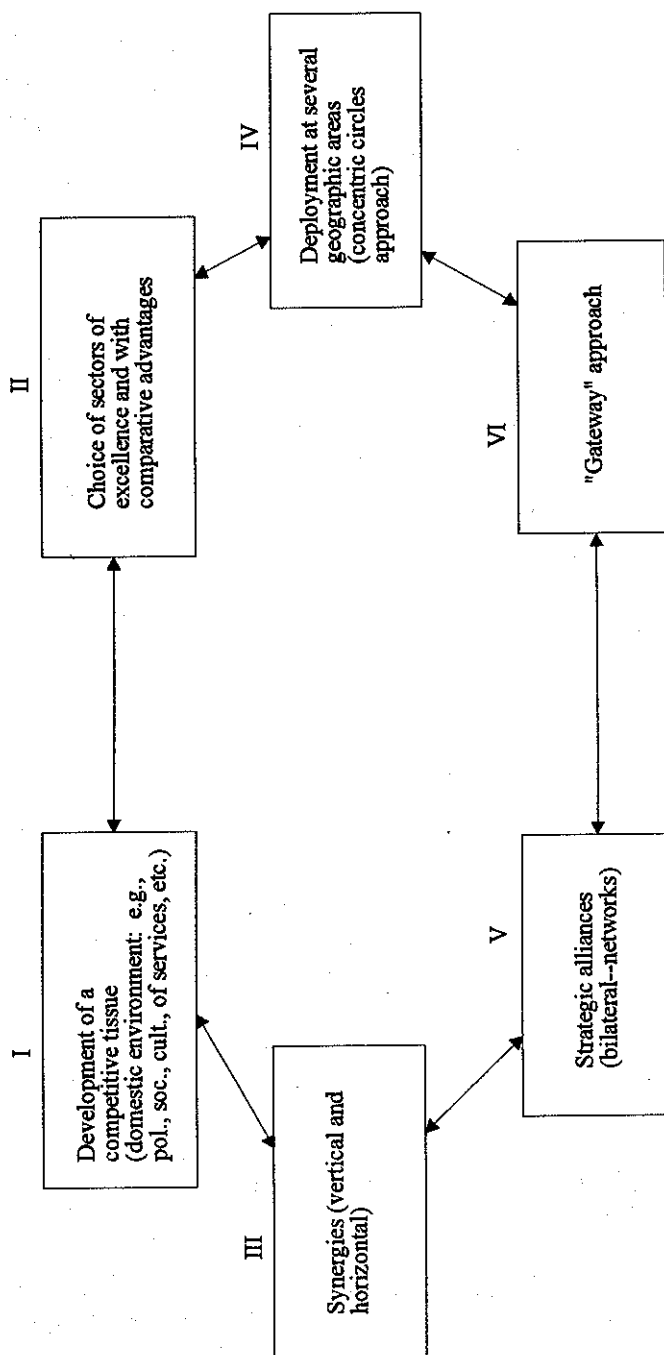 I
Development of a
competitive tissue
(domestic environment: e.g.,
pol., soc., cult., of services, etc.)
II
Choice of sectors of
excellence and with
comparative advantages
III
Synergies (vertical and
horizontal)
IV
Deployment at several
geographic areas
(concentric circles
approach)
V
Strategic alliances
(bilateral--networks)
VI
"Gateway" approach